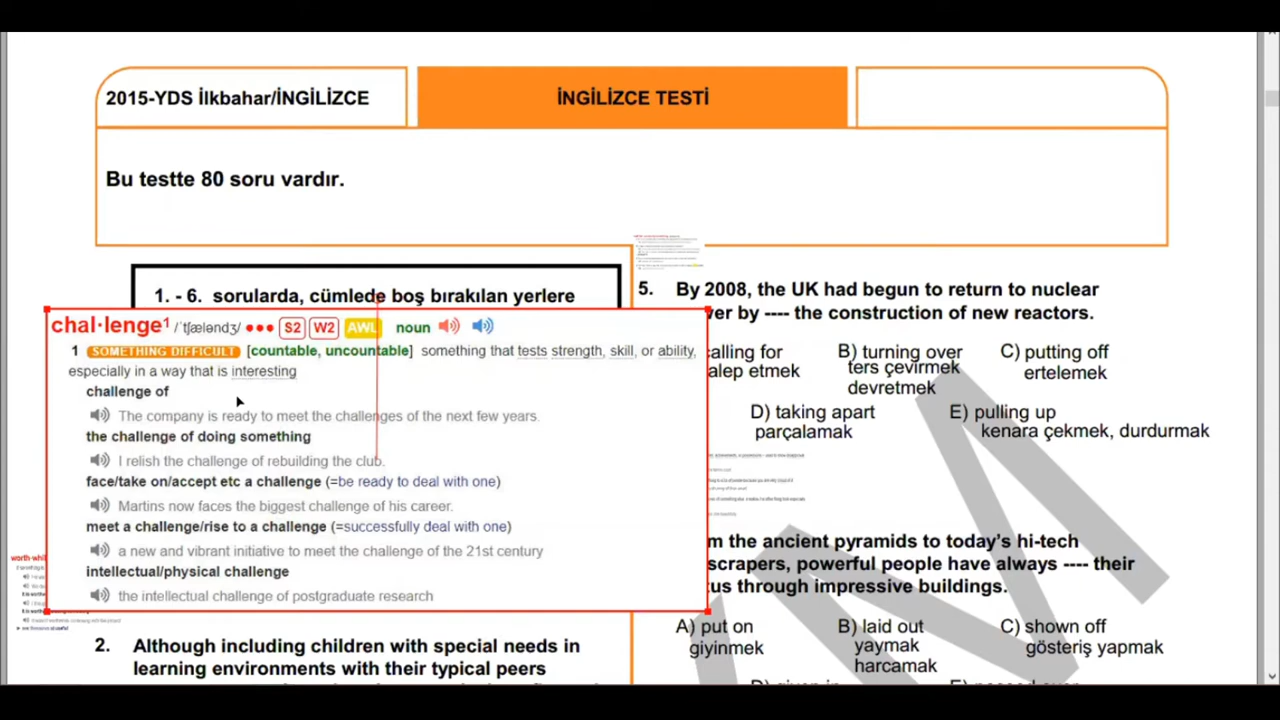 2015-YDS İlkbahar/İNGİLİZCE
İNGİLİZCE TESTİ
Bu testte 80 soru vardır.
1. - 6. sorularda, cümlede boş bırakılan yerlere
chal·lenge¹ /ˈtʃæləndʒ/ ●●● S2 W2 AWL noun
1 SOMETHING DIFFICULT [countable, uncountable] something that tests strength, skill, or ability,
especially in a way that is interesting
challenge of
The company is ready to meet the challenges of the next few years.
the challenge of doing something
I relish the challenge of rebuilding the club.
face/take on/accept etc a challenge (=be ready to deal with one)
Martins now faces the biggest challenge of his career.
meet a challenge/rise to a challenge (=successfully deal with one)
a new and vibrant initiative to meet the challenge of the 21st century
intellectual/physical challenge
the intellectual challenge of postgraduate research
worth·whil
2. Although including children with special needs in
learning environments with their typical peers
5. By 2008, the UK had begun to return to nuclear
er by ---- the construction of new reactors.
calling for B) turning over C) putting off
alep etmek ters çevirmek ertelemek
devretmek
D) taking apart E) pulling up
parçalamak kenara çekmek, durdurmak
m the ancient pyramids to today's hi-tech
scrapers, powerful people have always ---- their
tus through impressive buildings.
A) put on B) laid out C) shown off
giyinmek yaymak gösteriş yapmak
harcamak